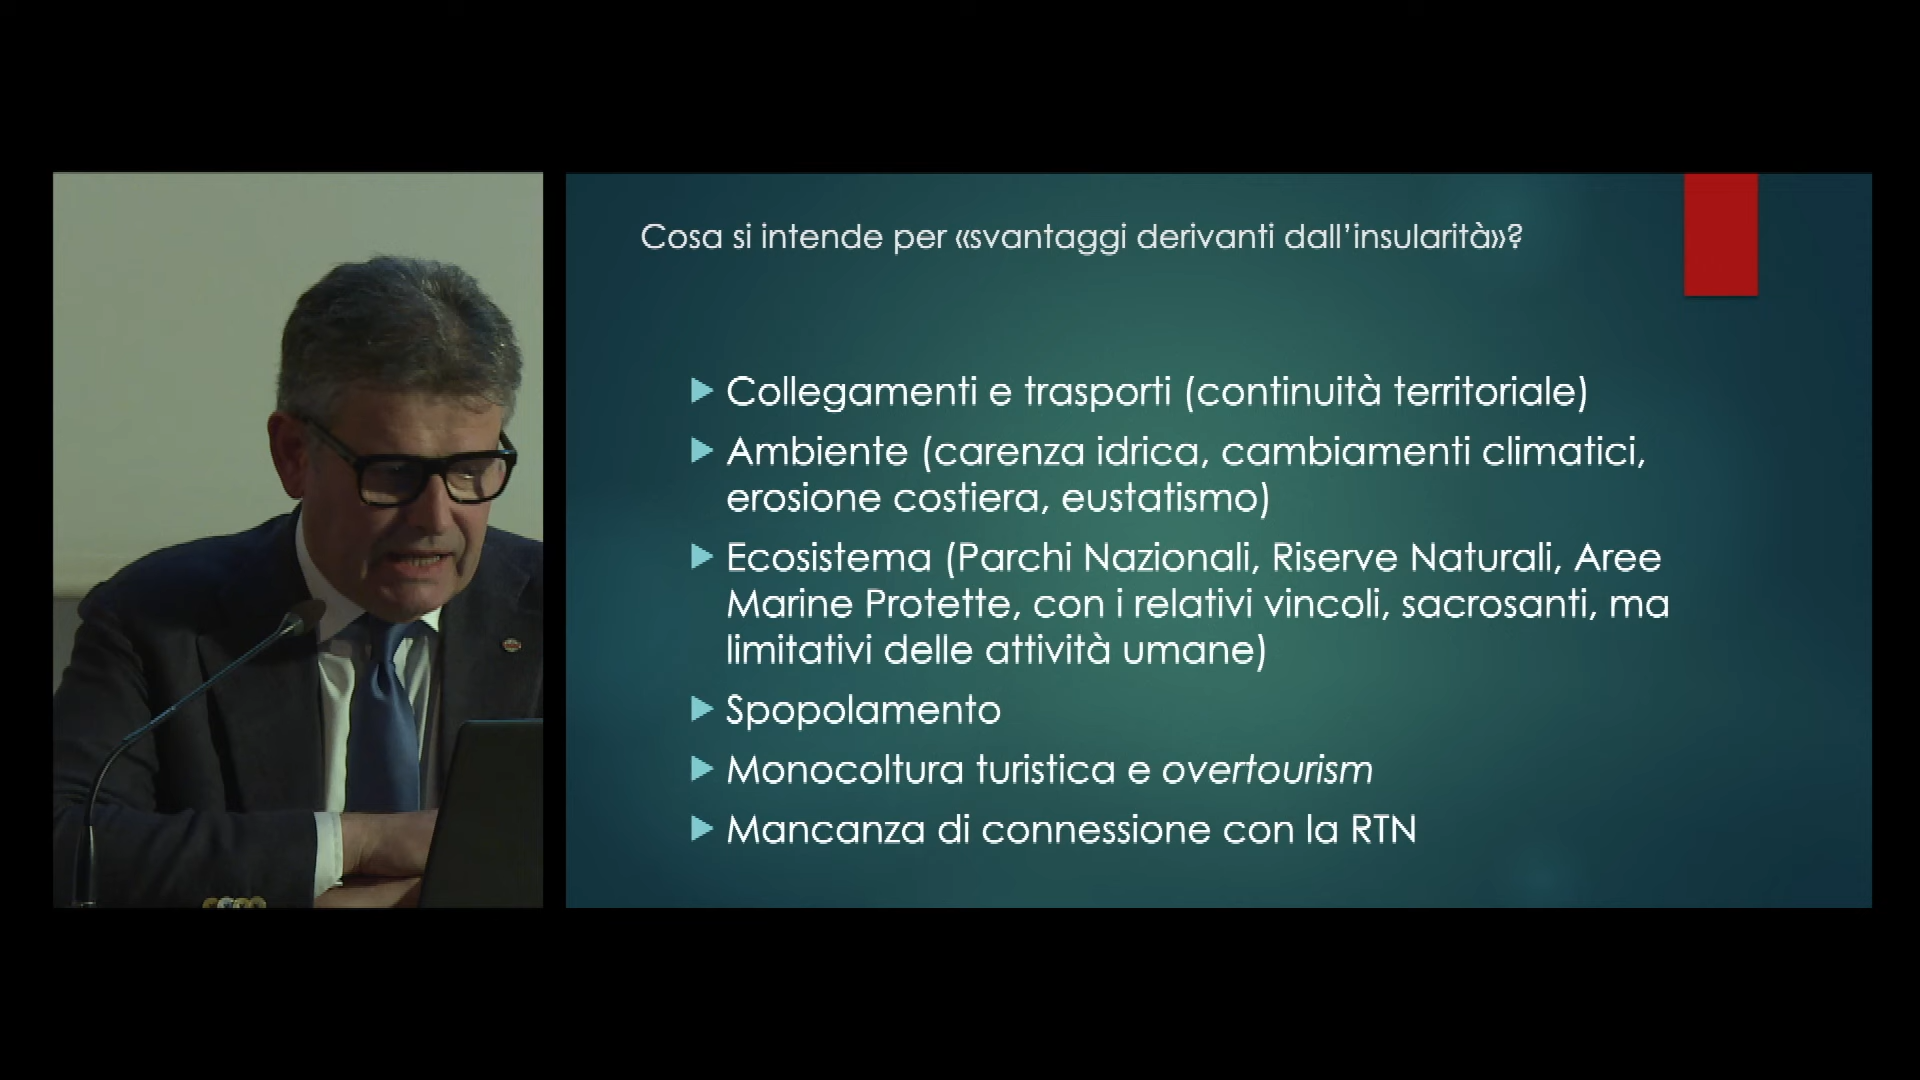 Cosa si intende per «svantaggi derivanti dall’insularità»?
Collegamenti e trasporti (continuità territoriale)
Ambiente (carenza idrica, cambiamenti climatici,
erosione costiera, eustatismo)
Ecosistema (Parchi Nazionali, Riserve Naturali, Aree
Marine Protette, con i relativi vincoli, sacrosanti, ma
limitativi delle attività umane)
Spopolamento
Monocoltura turistica e overtourism
Mancanza di connessione con la RTN